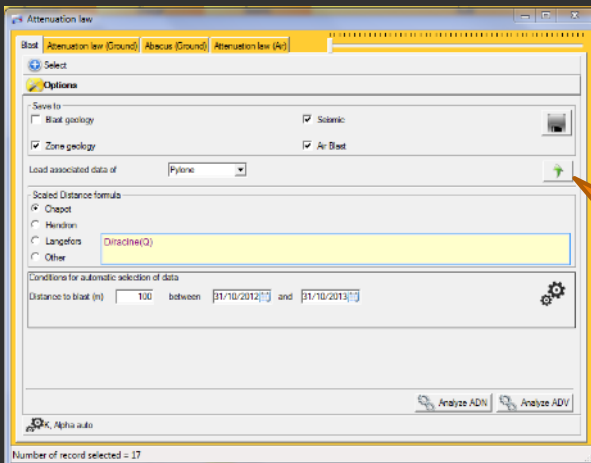 Attenuation law
Blast Attenuation law (Ground) Abacus (Ground) Attenuation law (Air)
Select
Options
Save to
Blast geology Seismic
Zone geology Air Blast
Load associated data of Pylone
Scaled Distance formula
Chapot
Hendron
Langefors
Other
D/racine(Q)
Conditions for automatic selection of data
Distance to blast (m) 100 between 31/10/2012 and 31/10/2013
Analyze ADN Analyze ADV
K, Alpha auto
Number of record selected = 17